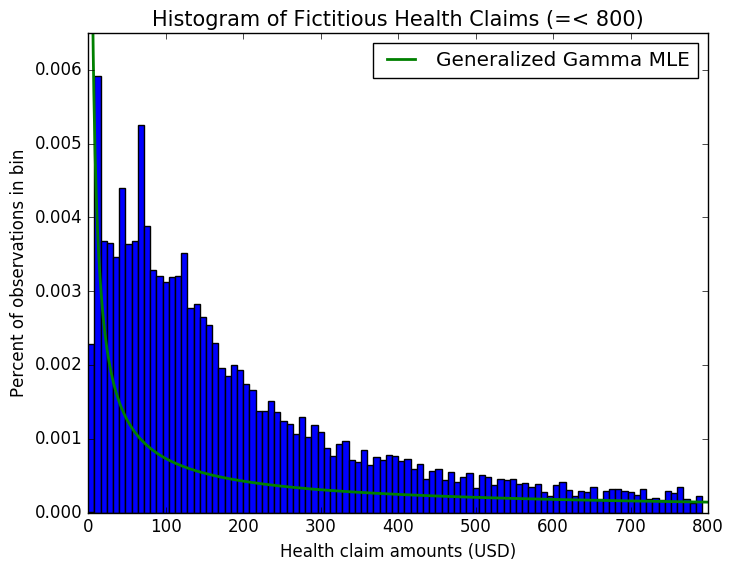 Histogram of Fictitious Health Claims (=< 800)
Generalized Gamma MLE
Percent of observations in bin
0.006
0.005
0.004
0.003
0.002
0.001
0.000
0 100 200 300 400 500 600 700 800
Health claim amounts (USD)